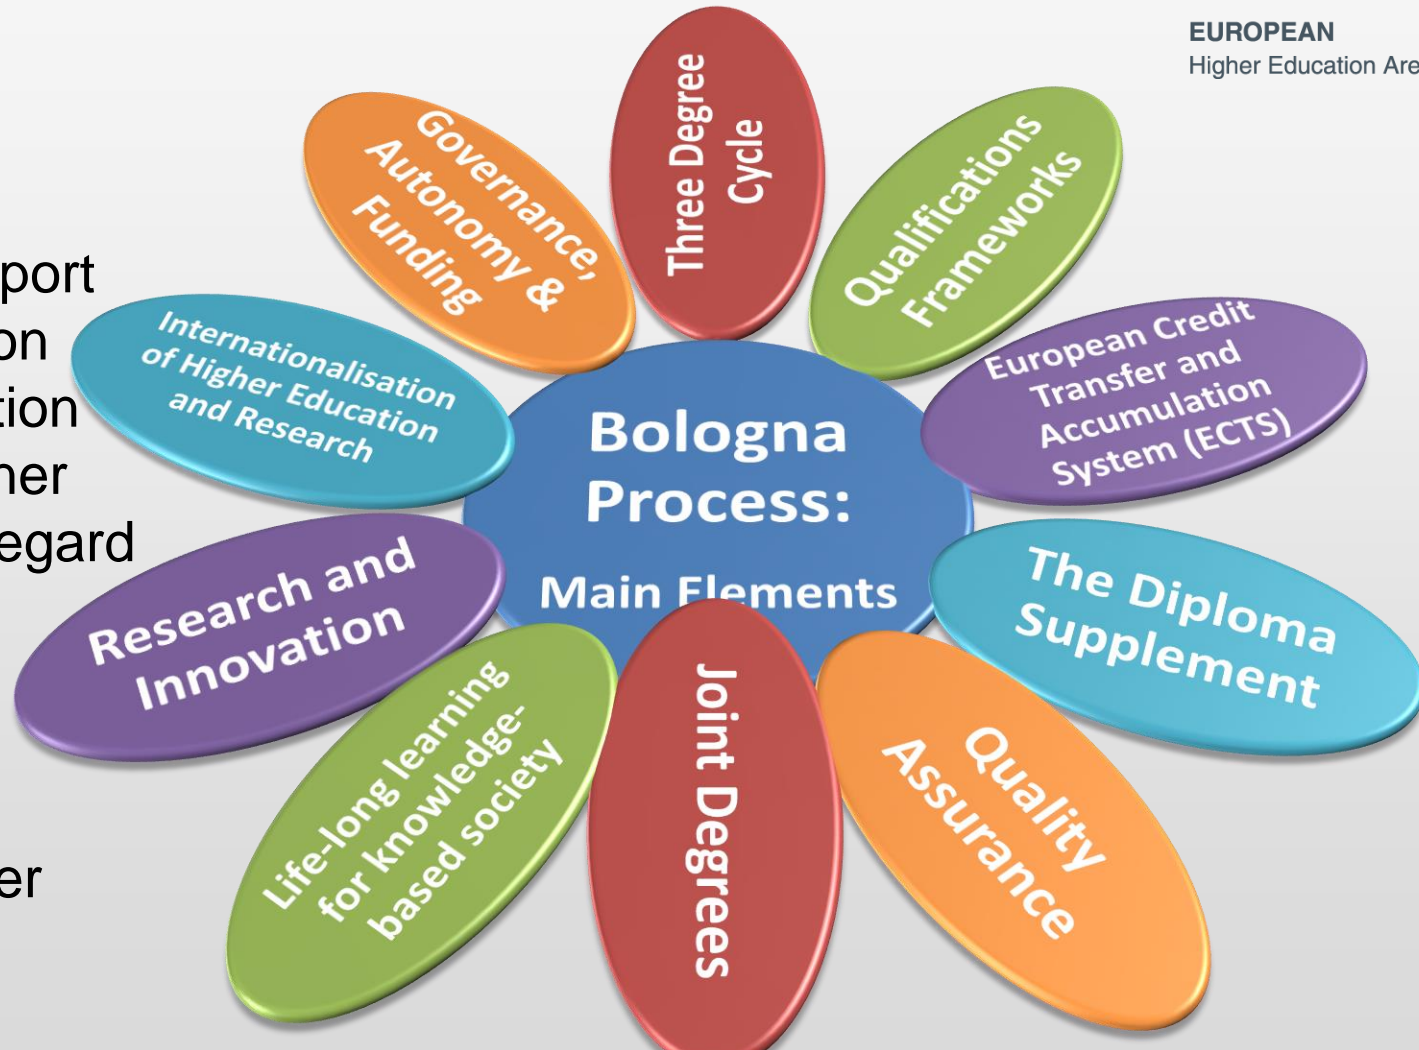 EUROPEAN
Higher Education Are
port
on
tion
her
egard
er
Bologna
Process:
Main Elements
Three Degree
Cycle
Qualifications
Frameworks
European Credit
Transfer and
Accumulation
System (ECTS)
The Diploma
Supplement
Quality
Assurance
Joint Degrees
Life-long learning
for knowledge-
based society
Research and
Innovation
Internationalisation
of Higher Education
and Research
Governance,
Autonomy &
Funding